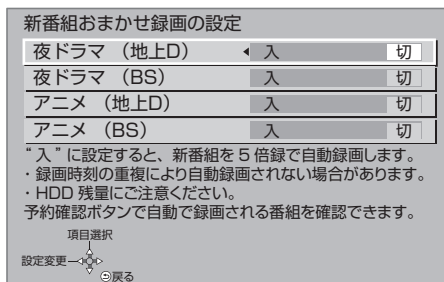 新番組おまかせ録画の設定
夜ドラマ （地上D） 入 切
夜ドラマ （BS） 入 切
アニメ （地上D） 入 切
アニメ （BS） 入 切
“入”に設定すると、新番組を5倍録で自動録画します。
・録画時刻の重複により自動録画されない場合があります。
・HDD 残量にご注意ください。
予約確認ボタンで自動で録画される番組を確認できます。
項目選択
設定変更
戻る